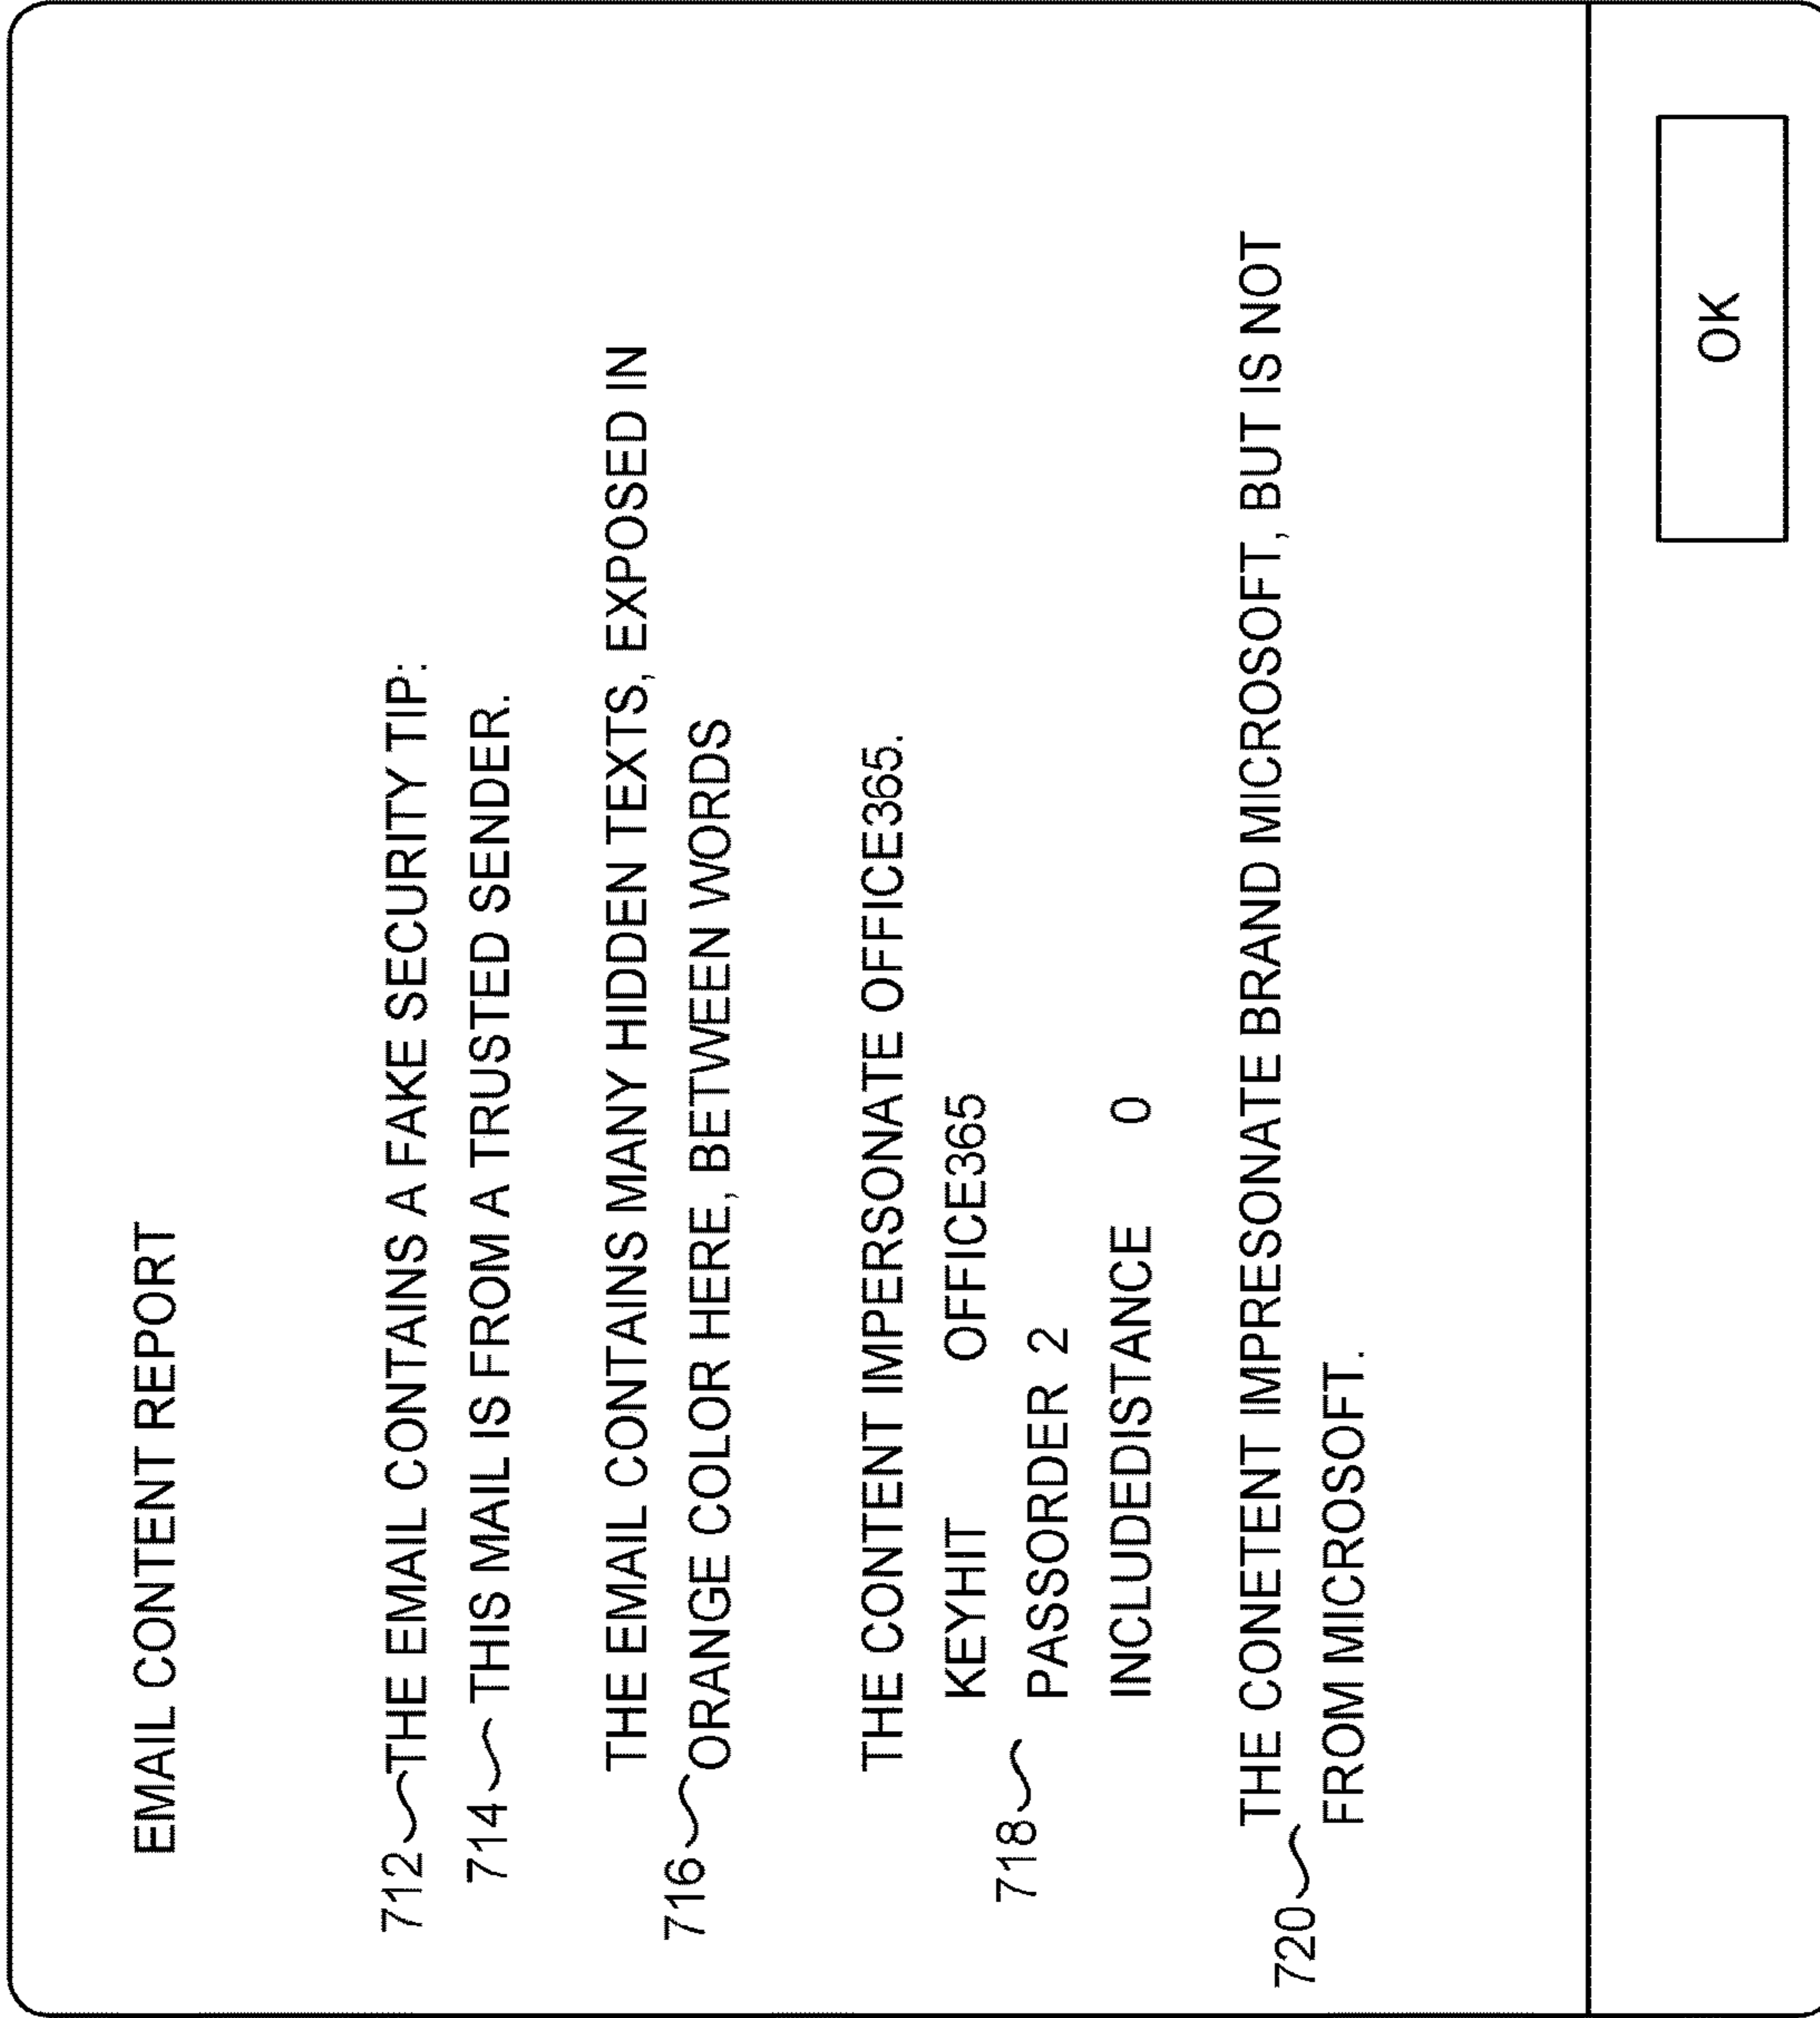 EMAIL CONTENT REPORT
712 THE EMAIL CONTAINS A FAKE SECURITY TIP:
714 THIS MAIL IS FROM A TRUSTED SENDER.
THE EMAIL CONTAINS MANY HIDDEN TEXTS, EXPOSED IN
716 ORANGE COLOR HERE, BETWEEN WORDS
THE CONTENT IMPERSONATE OFFICE365.
KEYHIT OFFICE365
718 PASSORDER 2
INCLUDEDISTANCE 0
720 THE CONETENT IMPRESONATE BRAND MICROSOFT, BUT IS NOT
FROM MICROSOFT.
OK